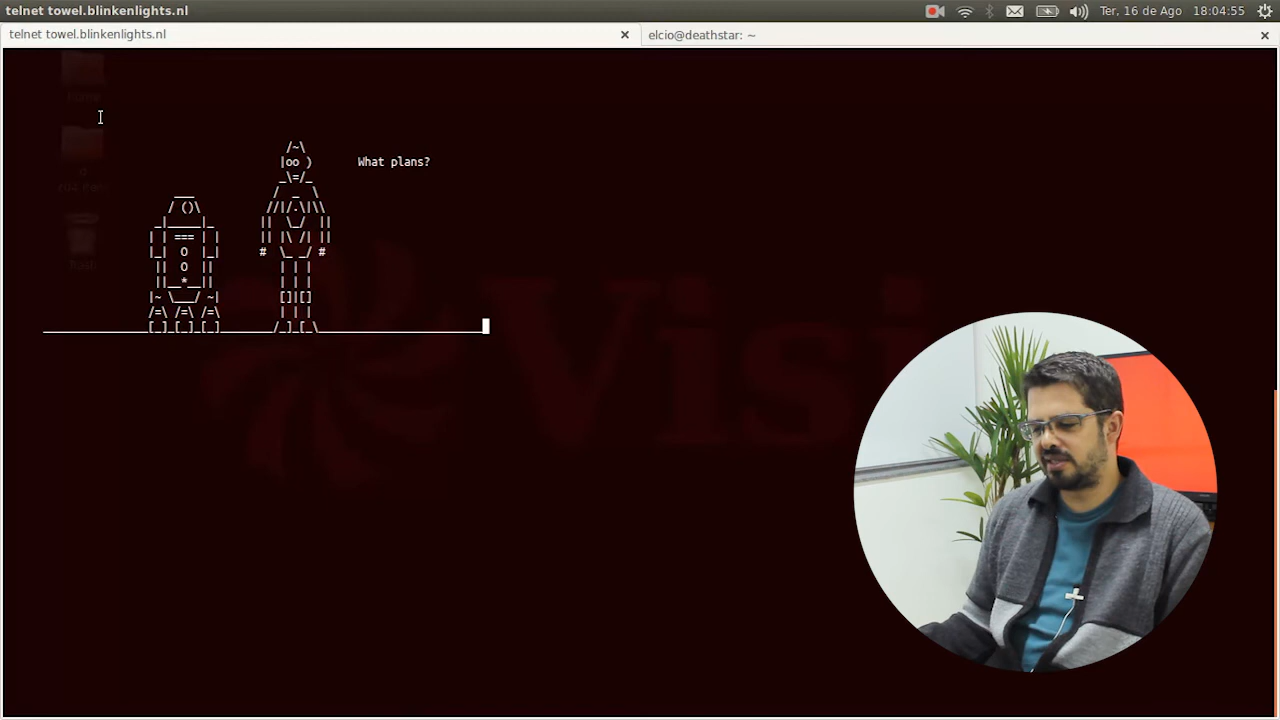 telnet towel.blinkenlights.nl
Ter, 16 de Ago 18:04:55
telnet towel.blinkenlights.nl
elcio@deathstar: ~
What plans?
Visi